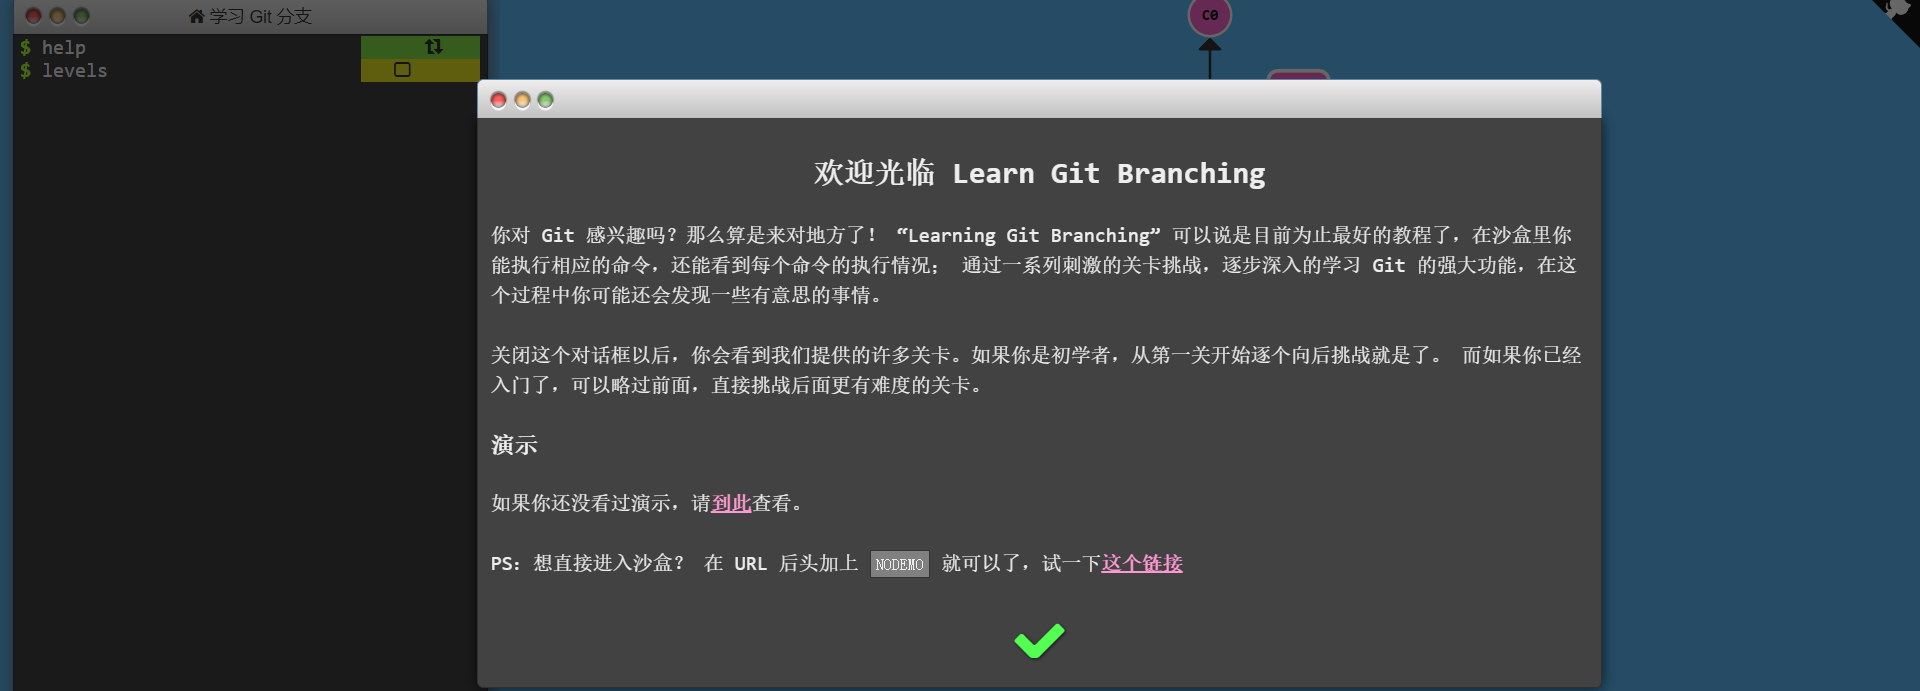 学习 Git 分支
$ help
$ levels
C0
欢迎光临 Learn Git Branching
你对 Git 感兴趣吗？那么算是来对地方了！ “Learning Git Branching” 可以说是目前为止最好的教程了，在沙盒里你
能执行相应的命令，还能看到每个命令的执行情况； 通过一系列刺激的关卡挑战，逐步深入的学习 Git 的强大功能，在这
个过程中你可能还会发现一些有意思的事情。
关闭这个对话框以后，你会看到我们提供的许多关卡。如果你是初学者，从第一关开始逐个向后挑战就是了。 而如果你已经
入门了，可以略过前面，直接挑战后面更有难度的关卡。
演示
如果你还没看过演示，请到此查看。
PS：想直接进入沙盒？ 在 URL 后头加上 NODEMO 就可以了，试一下这个链接